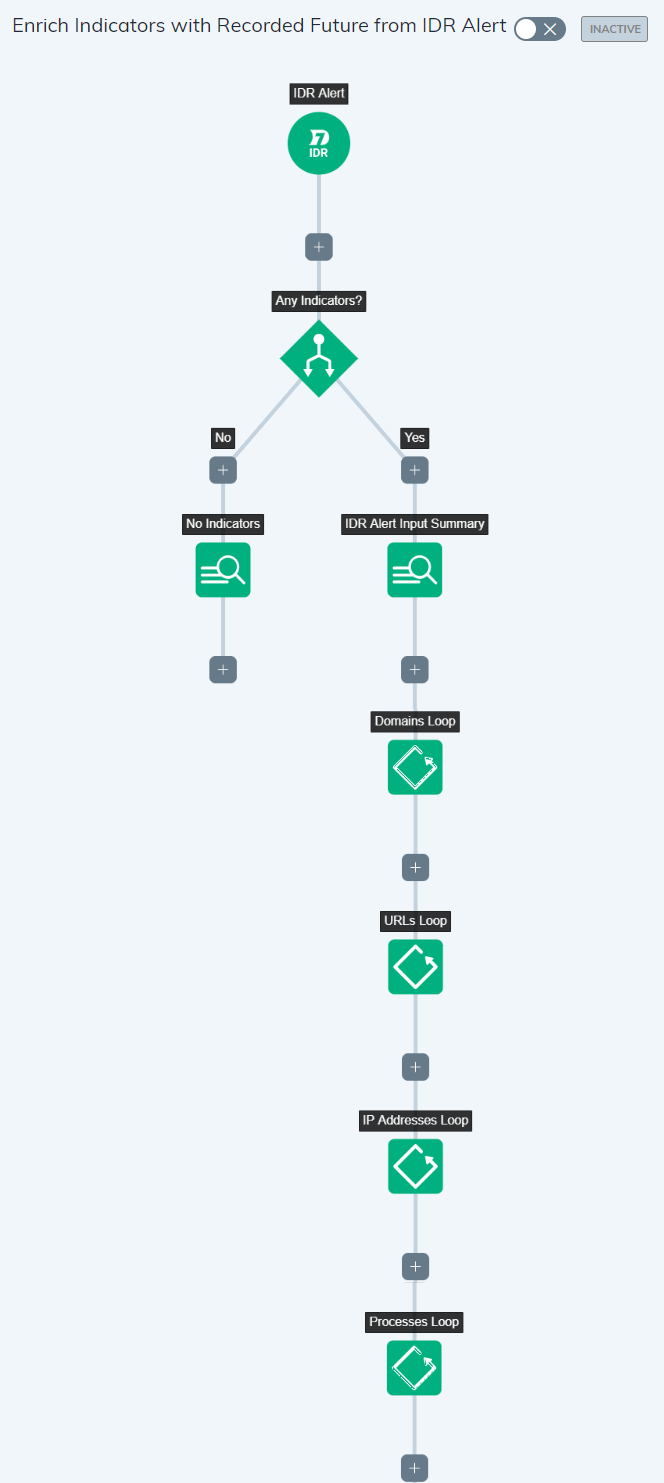 Enrich Indicators with Recorded Future from IDR Alert
INACTIVE
IDR Alert
IDR
Any Indicators?
No
Yes
No Indicators
IDR Alert Input Summary
Domains Loop
URLs Loop
IP Addresses Loop
Processes Loop